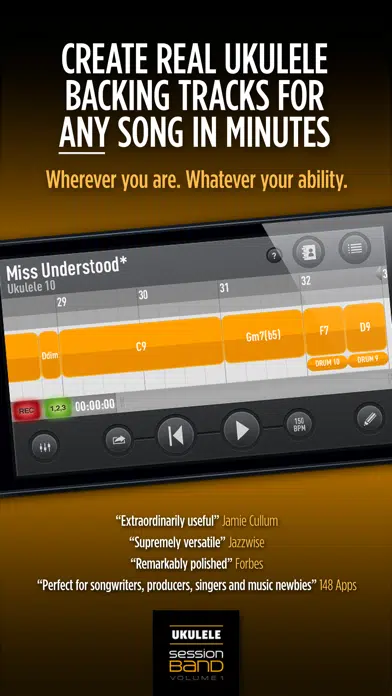 CREATE REAL UKULELE
BACKING TRACKS FOR
ANY SONG IN MINUTES
Wherever you are. Whatever your ability.
Miss Understood*
Ukulele 10
?
29
30
31
32
3
Ddim
C9
Gm7(b5)
F7
D9
DRUM 10
DRUM 9
REC
1,2,3
00:00:00
150
BPM
“Extraordinarily useful” Jamie Cullum
“Supremely versatile” Jazzwise
“Remarkably polished” Forbes
“Perfect for songwriters, producers, singers and music newbies” 148 Apps
UKULELE
session
BAND
VOLUME 1